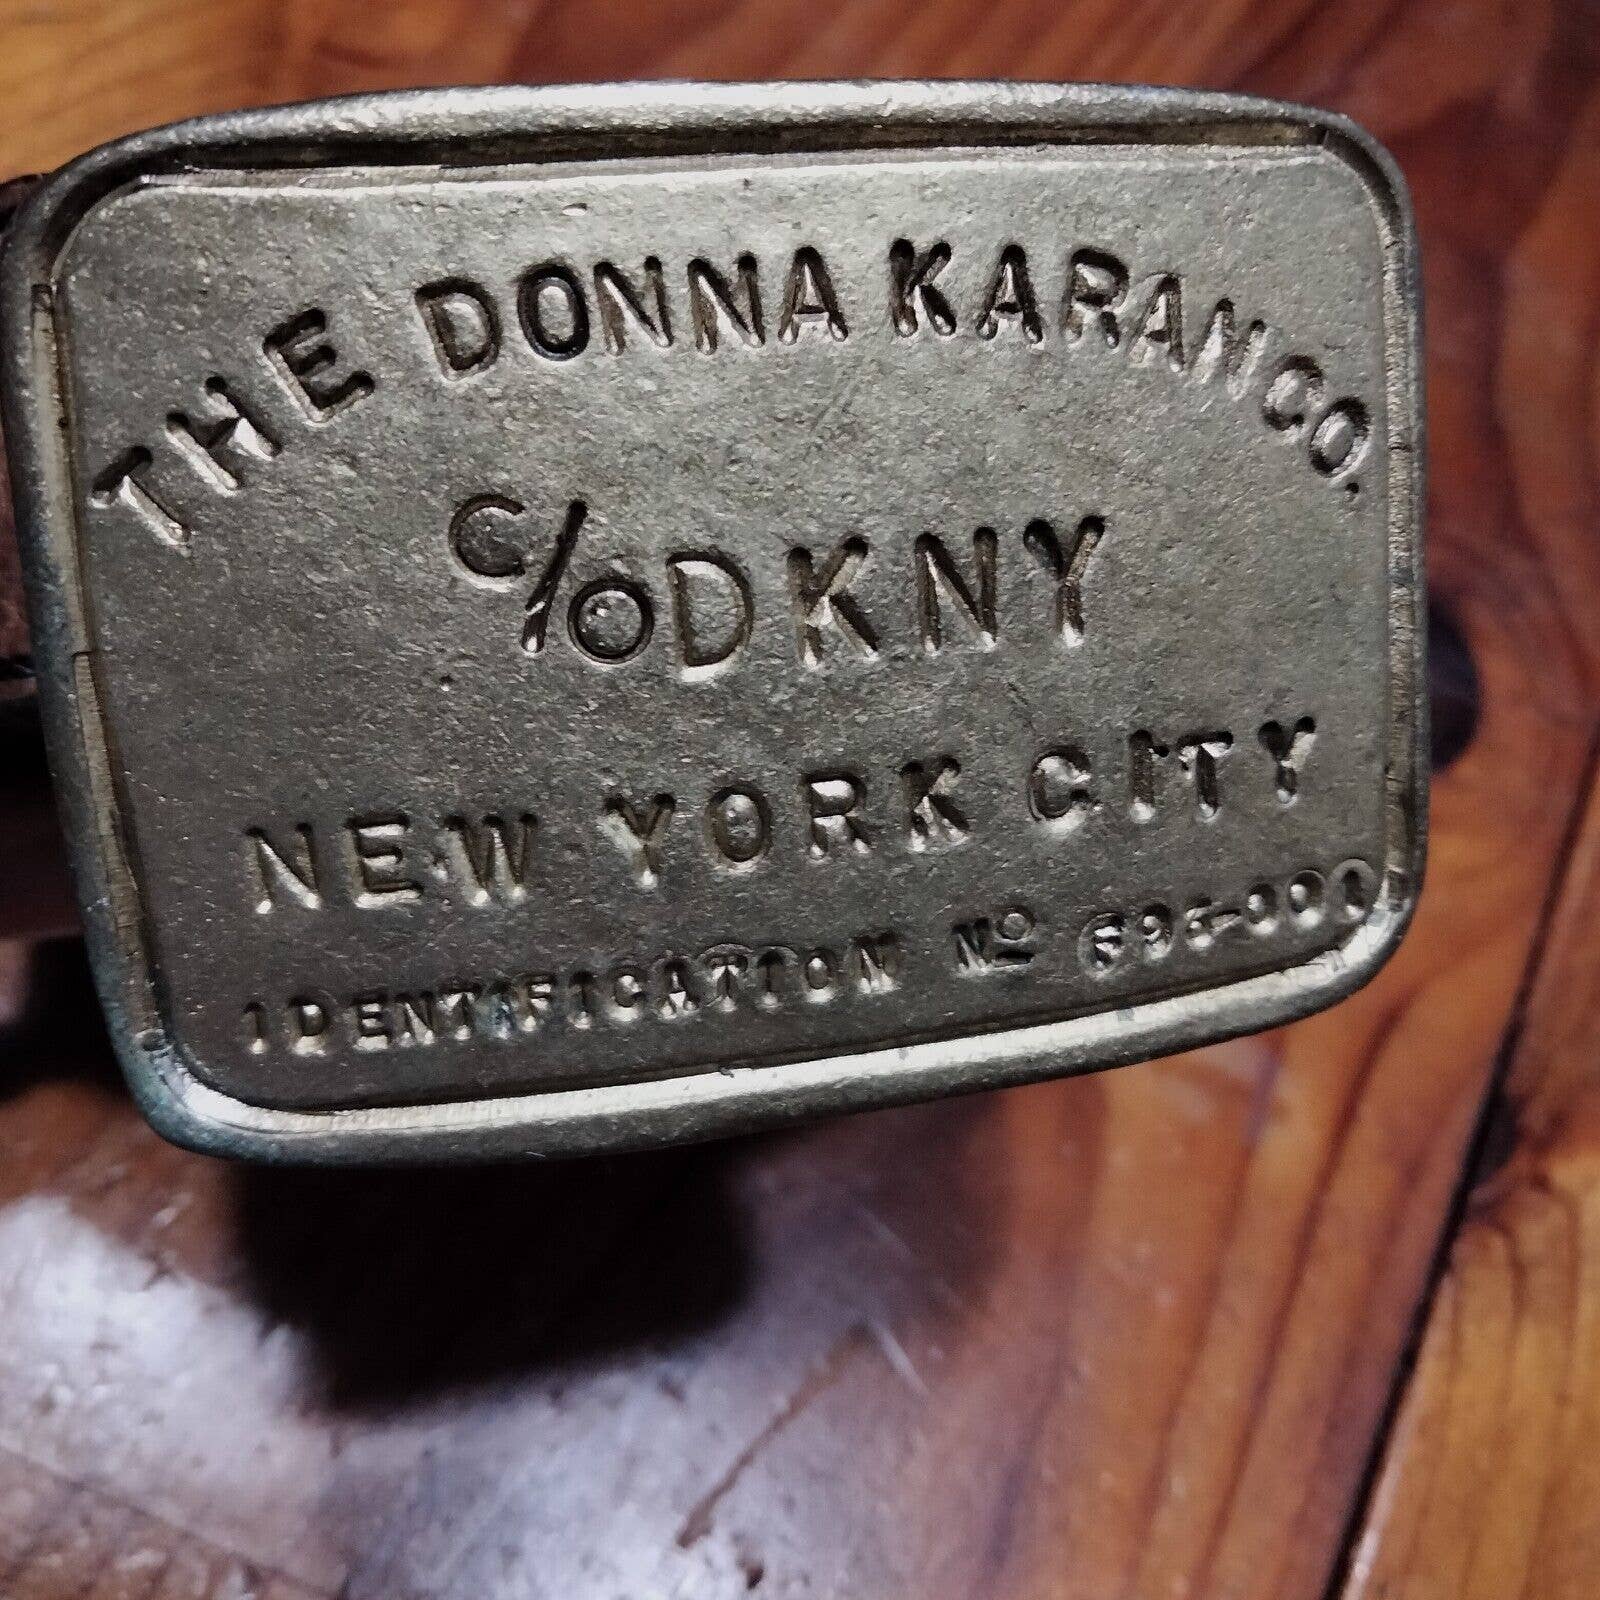 THE DONNA KARAN CO.
C/O DKNY
NEW YORK CITY
IDENTIFICATION No